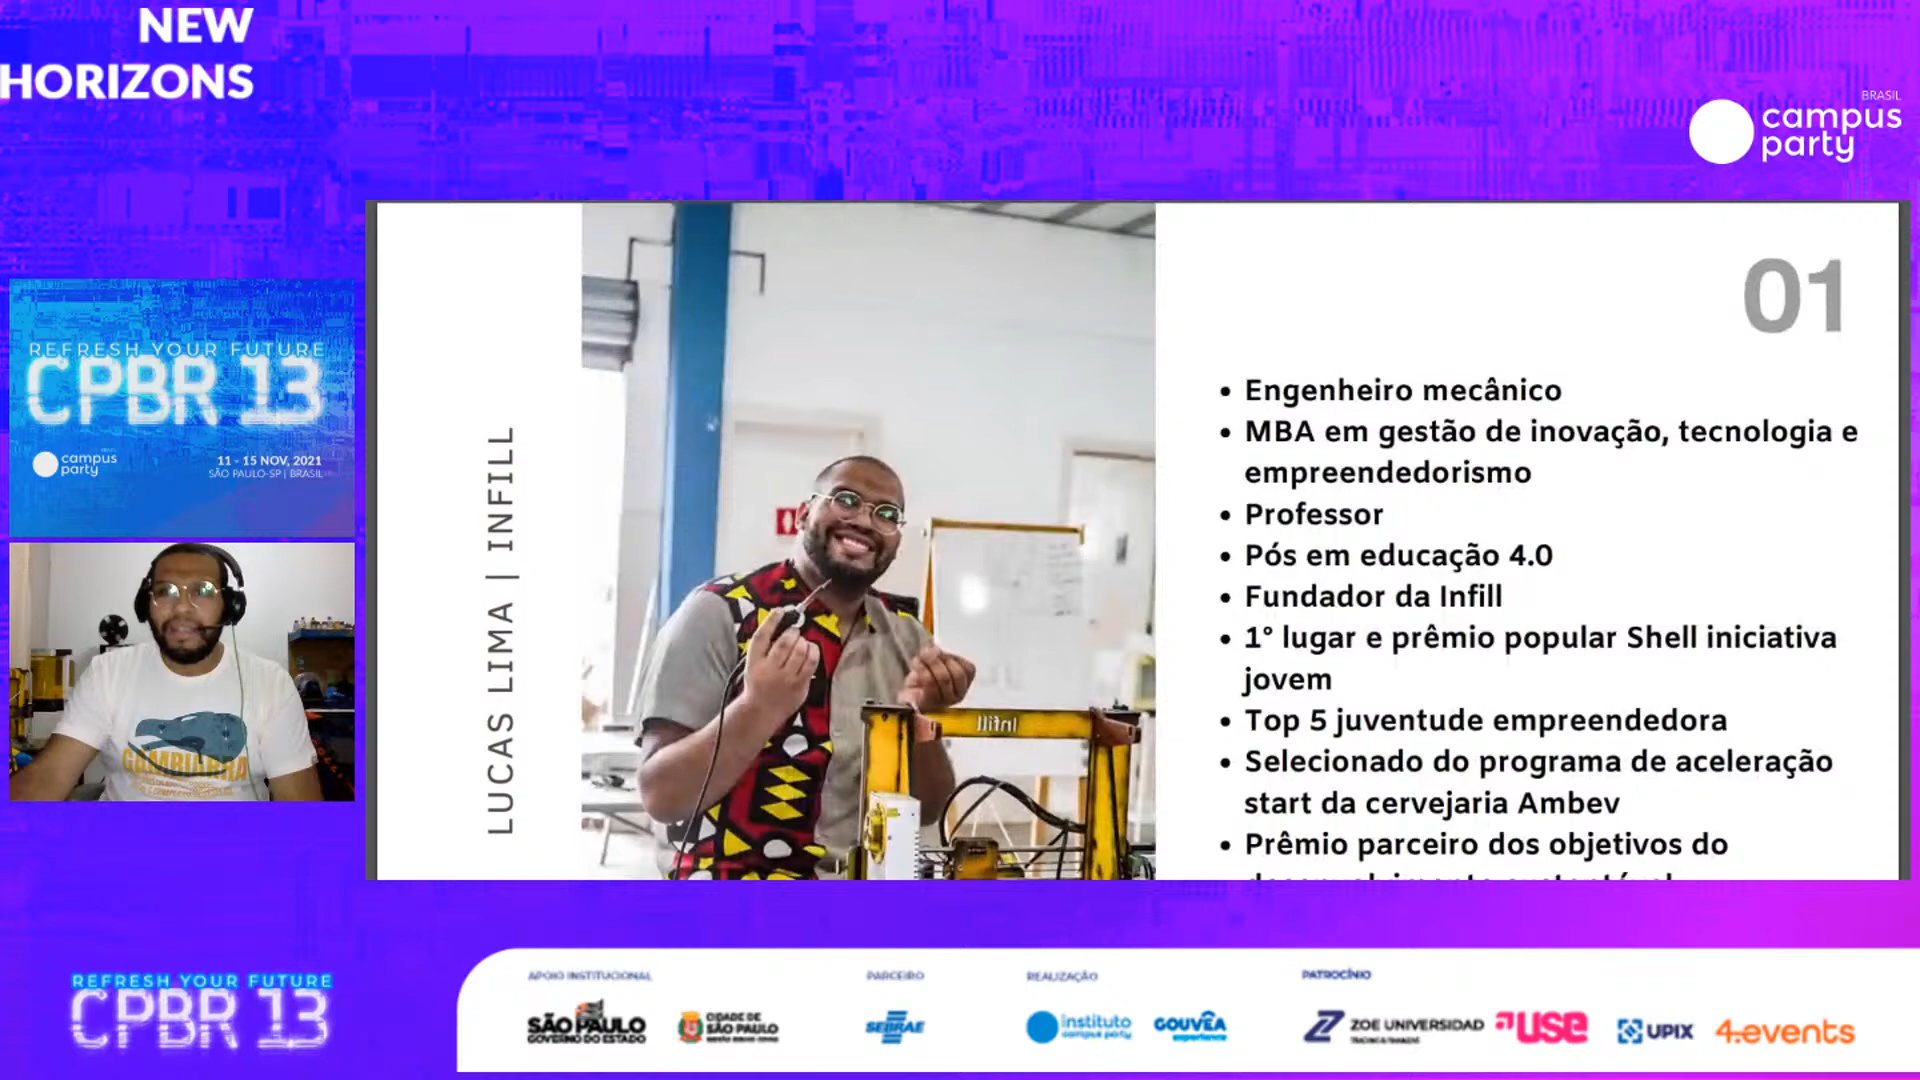 NEW
HORIZONS
BRASIL
campus
party
REFRESH YOUR FUTURE
CPBR 13
campus
party
11 - 15 NOV, 2021
SÃO PAULO-SP | BRASIL
GAMBIARRA
LUCAS LIMA | INFILL
Infill
01
• Engenheiro mecânico
• MBA em gestão de inovação, tecnologia e
empreendedorismo
• Professor
• Pós em educação 4.0
• Fundador da Infill
• 1° lugar e prêmio popular Shell iniciativa
jovem
• Top 5 juventude empreendedora
• Selecionado do programa de aceleração
start da cervejaria Ambev
• Prêmio parceiro dos objetivos do
desenvolvimento sustentável
REFRESH YOUR FUTURE
CPBR 13
APOIO INSTITUCIONAL
SÃO PAULO
GOVERNO DO ESTADO
CIDADE DE
SÃO PAULO
PARCEIRO
SEBRAE
REALIZAÇÃO
instituto
campus party
GOUVÊA
experience
PATROCÍNIO
ZOE UNIVERSIDAD
USE
UPIX
4.events